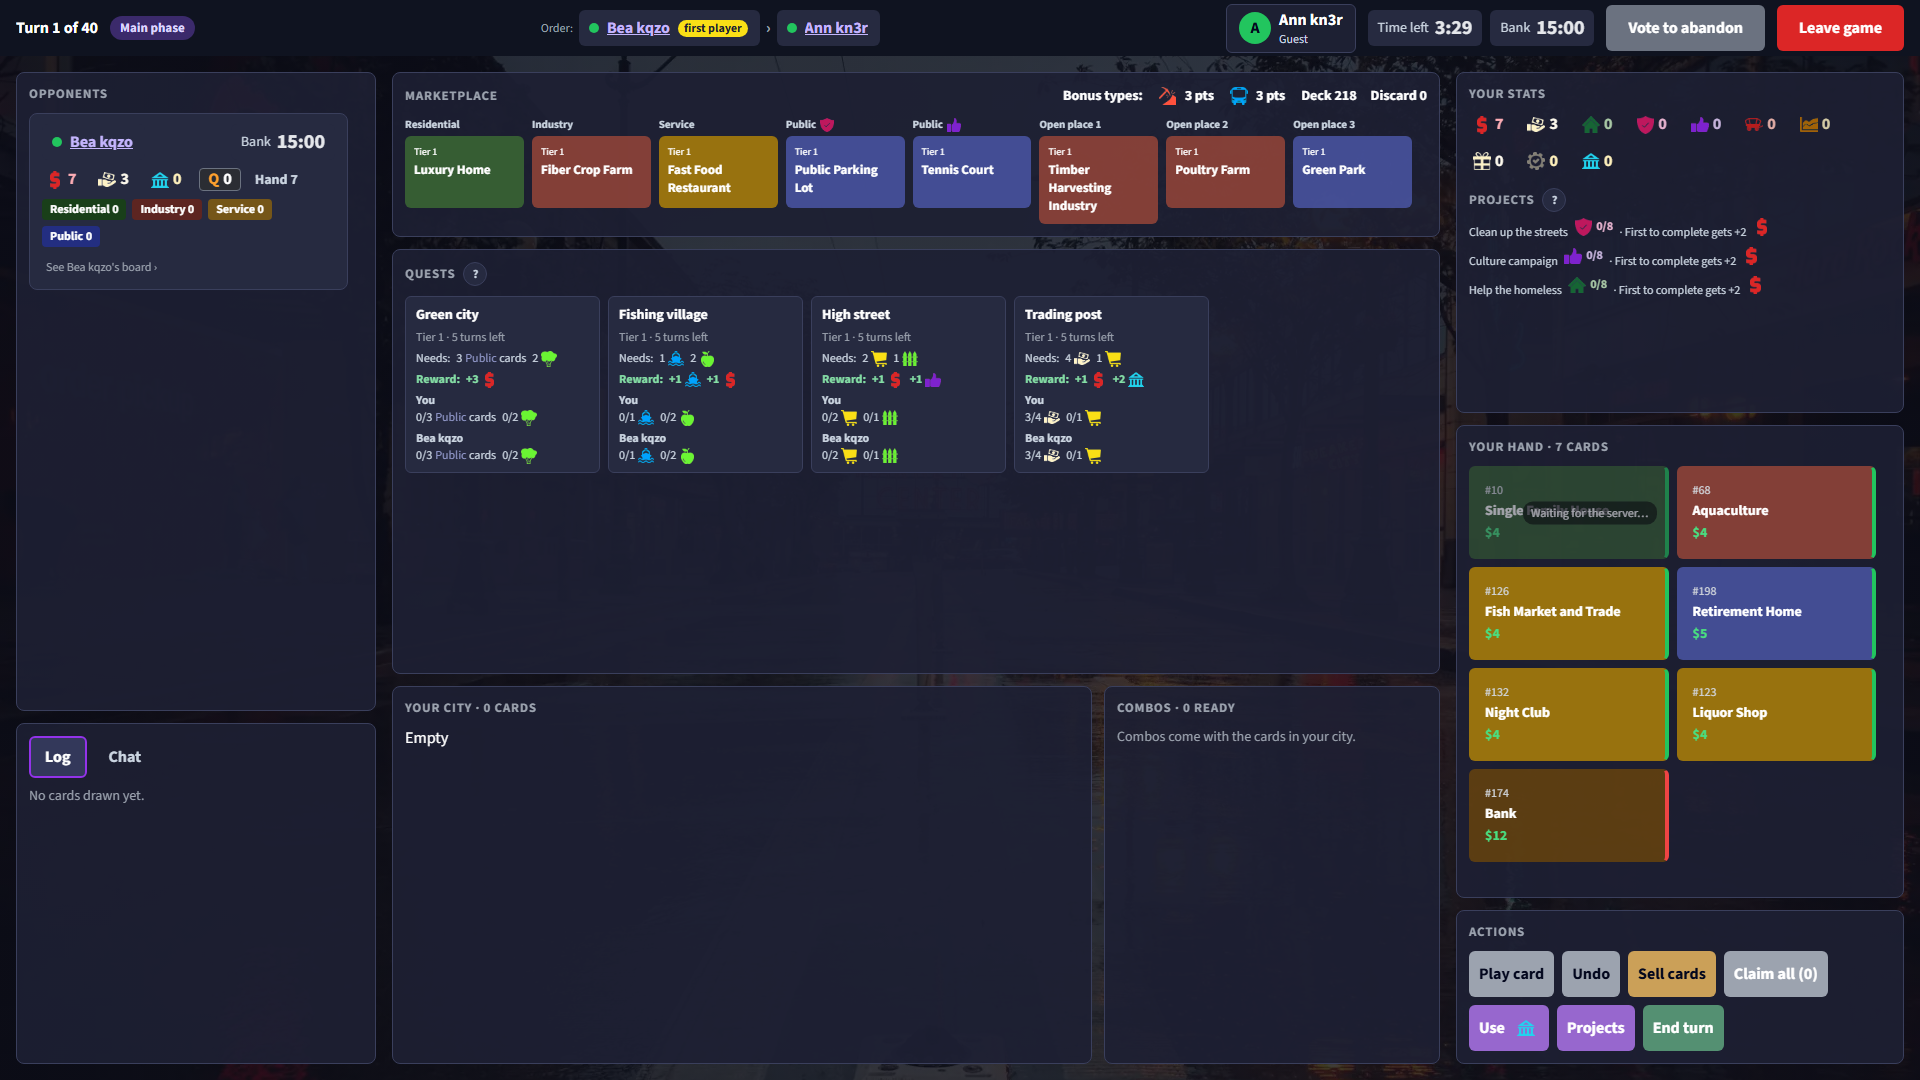 Turn 1 of 40
Main phase
Order:
Bea kqzo
first player
›
Ann kn3r
A
Ann kn3r
Guest
Time left 3:29
Bank 15:00
Vote to abandon
Leave game
OPPONENTS
Bea kqzo
Bank 15:00
7
3
0
Q 0
Hand 7
Residential 0
Industry 0
Service 0
Public 0
See Bea kqzo's board ›
Log
Chat
No cards drawn yet.
MARKETPLACE
Bonus types:
3 pts
3 pts
Deck 218
Discard 0
Residential
Tier 1
Luxury Home
Industry
Tier 1
Fiber Crop Farm
Service
Tier 1
Fast Food
Restaurant
Public
Tier 1
Public Parking
Lot
Public
Tier 1
Tennis Court
Open place 1
Tier 1
Timber
Harvesting
Industry
Open place 2
Tier 1
Poultry Farm
Open place 3
Tier 1
Green Park
QUESTS ?
Green city
Tier 1 · 5 turns left
Needs: 3 Public cards 2
Reward: +3
You
0/3 Public cards 0/2
Bea kqzo
0/3 Public cards 0/2
Fishing village
Tier 1 · 5 turns left
Needs: 1 2
Reward: +1 +1
You
0/1 0/2
Bea kqzo
0/1 0/2
High street
Tier 1 · 5 turns left
Needs: 2 1
Reward: +1 +1
You
0/2 0/1
Bea kqzo
0/2 0/1
Trading post
Tier 1 · 5 turns left
Needs: 4 1
Reward: +1 +2
You
3/4 0/1
Bea kqzo
3/4 0/1
YOUR CITY · 0 CARDS
Empty
COMBOS · 0 READY
Combos come with the cards in your city.
YOUR STATS
7
3
0
0
0
0
0
0
0
0
PROJECTS ?
Clean up the streets 0/8 · First to complete gets +2
Culture campaign 0/8 · First to complete gets +2
Help the homeless 0/8 · First to complete gets +2
YOUR HAND · 7 CARDS
#10
Single
Waiting for the server…
$4
#68
Aquaculture
$4
#126
Fish Market and Trade
$4
#198
Retirement Home
$5
#132
Night Club
$4
#123
Liquor Shop
$4
#174
Bank
$12
ACTIONS
Play card
Undo
Sell cards
Claim all (0)
Use
Projects
End turn